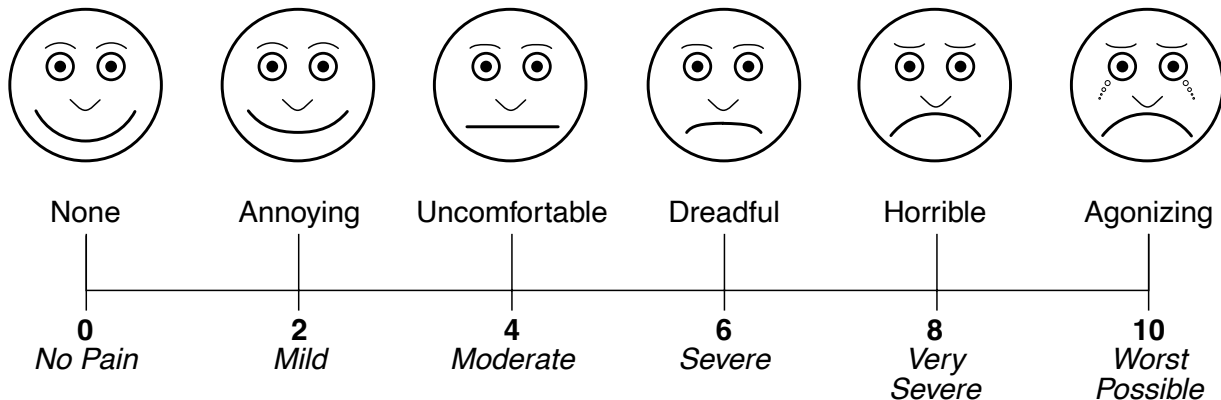 None Annoying Uncomfortable Dreadful Horrible Agonizing
0 2 4 6 8 10
No Pain Mild Moderate Severe Very Severe Worst Possible